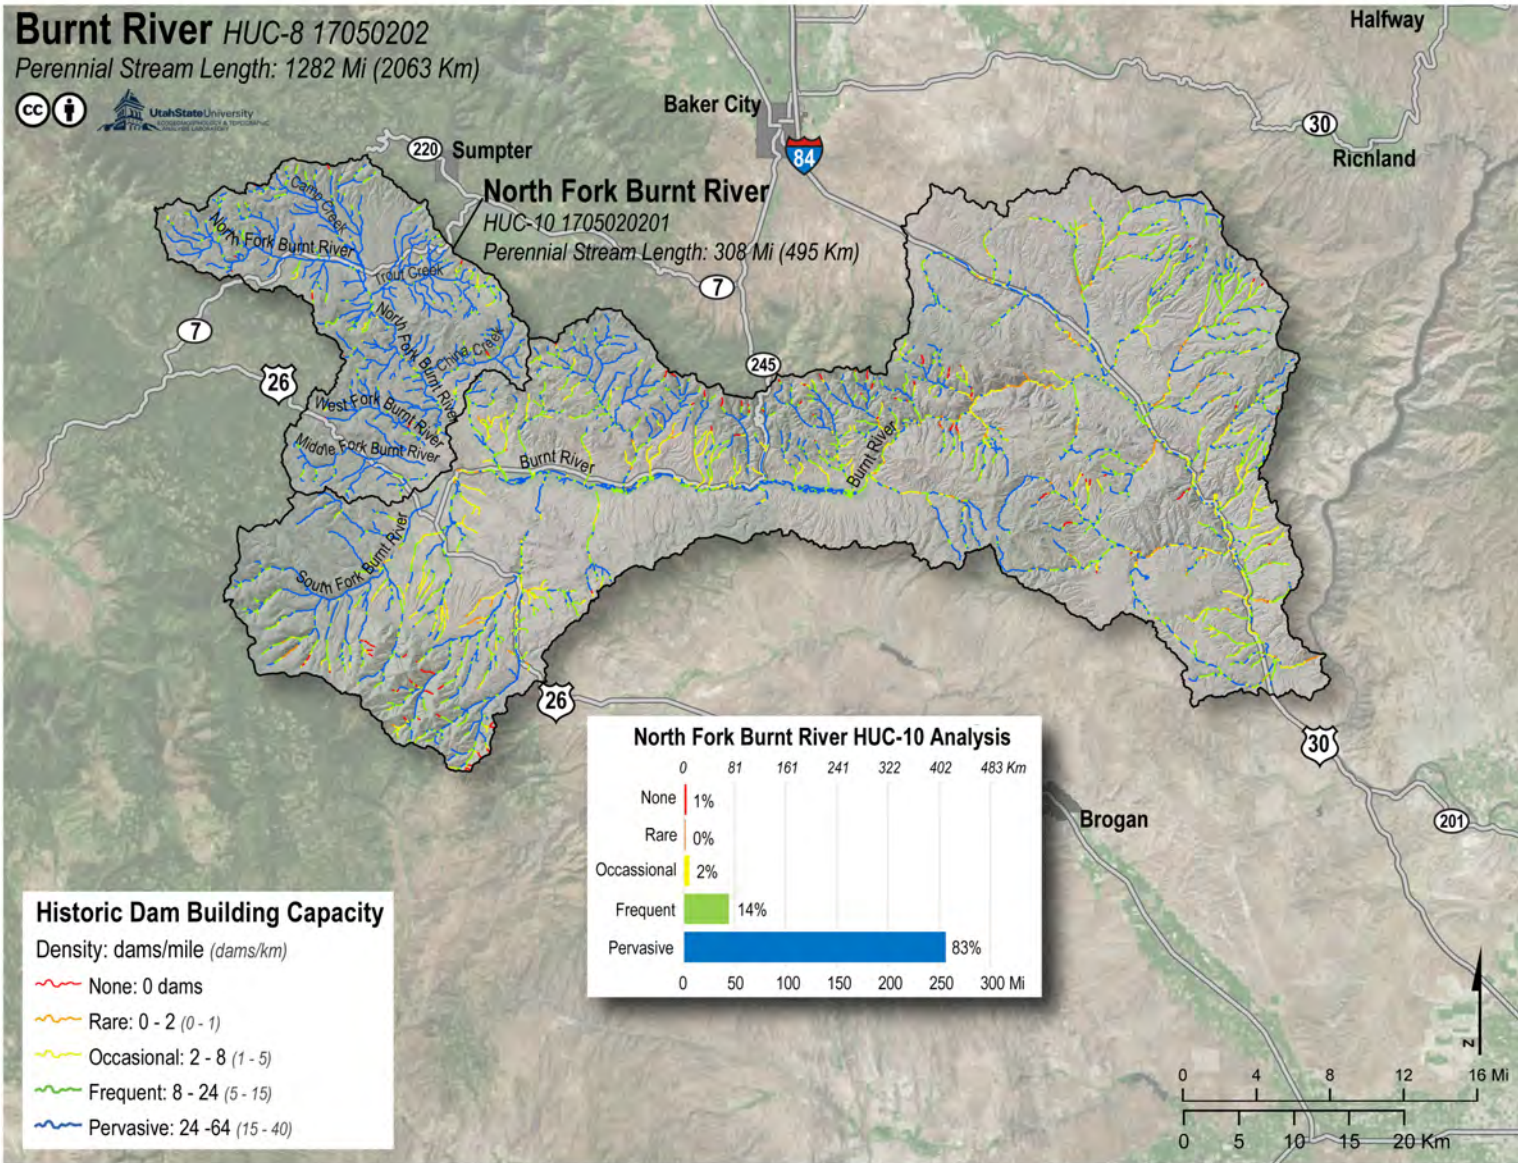 Burnt River HUC-8 17050202
Perennial Stream Length: 1282 Mi (2063 Km)
cc
UtahStateUniversity
ECOGEOMORPHOLOGY & TOPOGRAPHIC
ANALYSIS LABORATORY
Halfway
Baker City
30
Richland
84
220 Sumpter
North Fork Burnt River
HUC-10 1705020201
Perennial Stream Length: 308 Mi (495 Km)
Camp Creek
North Fork Burnt River
Trout Creek
7
7
North Fork Burnt River
China Creek
245
26
West Fork Burnt River
Middle Fork Burnt River
Burnt River
Burnt River
South Fork Burnt River
26
30
201
Brogan
North Fork Burnt River HUC-10 Analysis
0 81 161 241 322 402 483 Km
None 1%
Rare 0%
Occassional 2%
Frequent 14%
Pervasive 83%
0 50 100 150 200 250 300 Mi
Historic Dam Building Capacity
Density: dams/mile (dams/km)
None: 0 dams
Rare: 0 - 2 (0 - 1)
Occasional: 2 - 8 (1 - 5)
Frequent: 8 - 24 (5 - 15)
Pervasive: 24 -64 (15 - 40)
N
0 4 8 12 16 Mi
0 5 10 15 20 Km